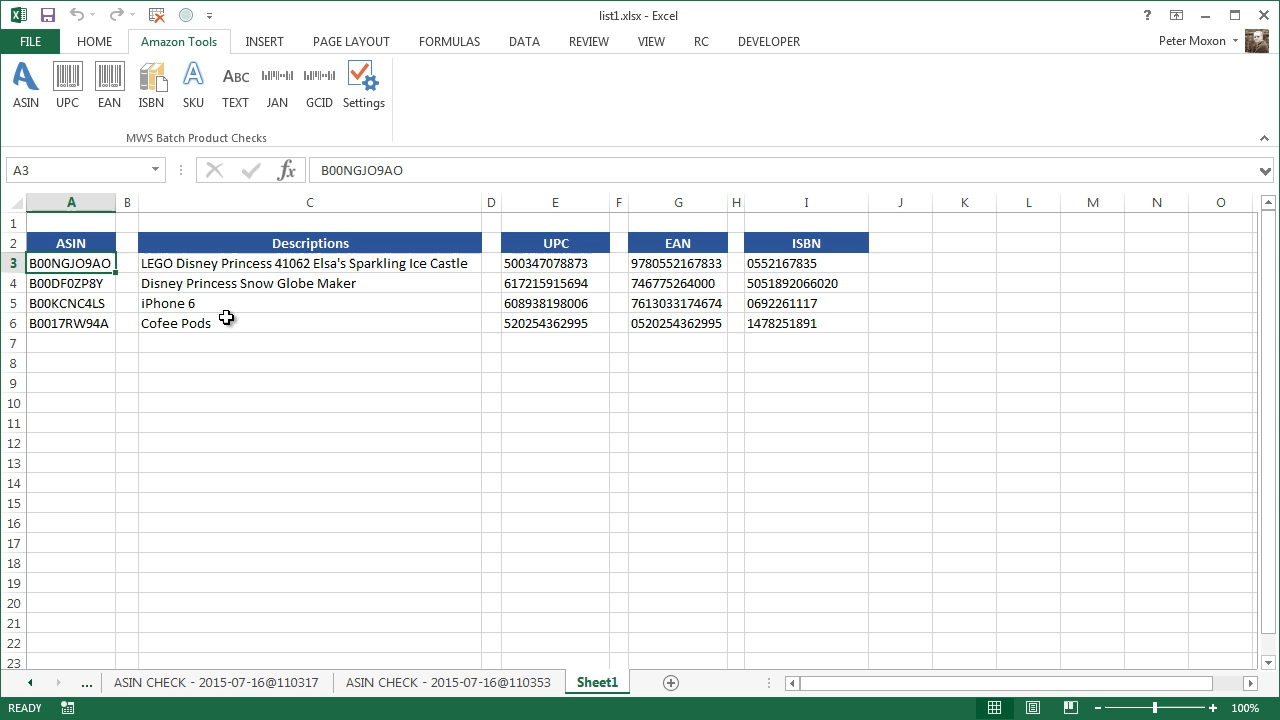 list1.xlsx - Excel
?
FILE HOME Amazon Tools INSERT PAGE LAYOUT FORMULAS DATA REVIEW VIEW RC DEVELOPER Peter Moxon
ABC
ASIN UPC EAN ISBN SKU TEXT JAN GCID Settings
MWS Batch Product Checks
A3 fx B00NGJO9AO
A B C D E F G H I J K L M N O
1
2 ASIN Descriptions UPC EAN ISBN
3 B00NGJO9AO LEGO Disney Princess 41062 Elsa's Sparkling Ice Castle 500347078873 9780552167833 0552167835
4 B00DF0ZP8Y Disney Princess Snow Globe Maker 617215915694 746775264000 5051892066020
5 B00KCNC4LS iPhone 6 608938198006 7613033174674 0692261117
6 B0017RW94A Cofee Pods 520254362995 0520254362995 1478251891
7
8
9
10
11
12
13
14
15
16
17
18
19
20
21
22
23
... ASIN CHECK - 2015-07-16@110317 ASIN CHECK - 2015-07-16@110353 Sheet1
READY 100%